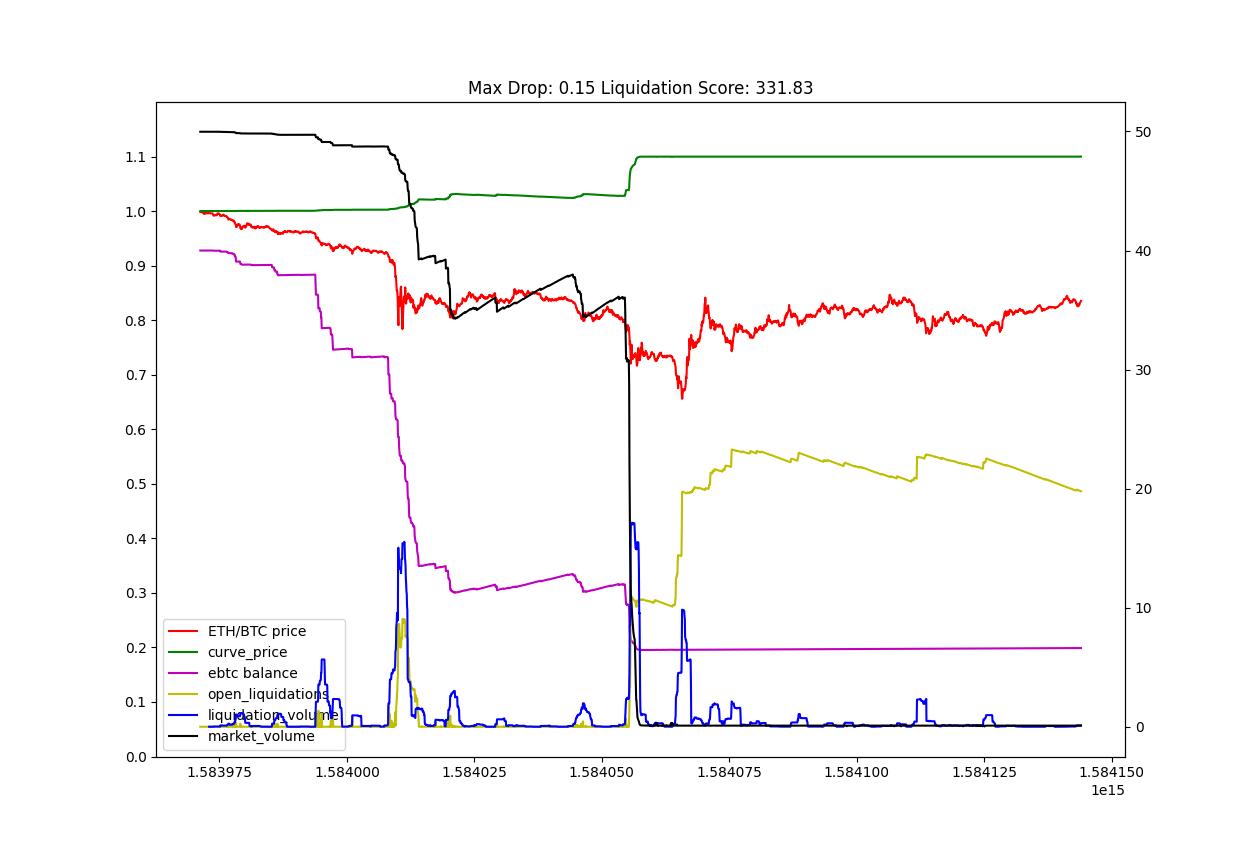 Max Drop: 0.15 Liquidation Score: 331.83
1.1
1.0
0.9
0.8
0.7
0.6
0.5
0.4
0.3
0.2
0.1
0.0
50
40
30
20
10
0
ETH/BTC price
curve_price
ebtc balance
open_liquidations
liquidation_volume
market_volume
1.583975 1.584000 1.584025 1.584050 1.584075 1.584100 1.584125 1.584150
1e15